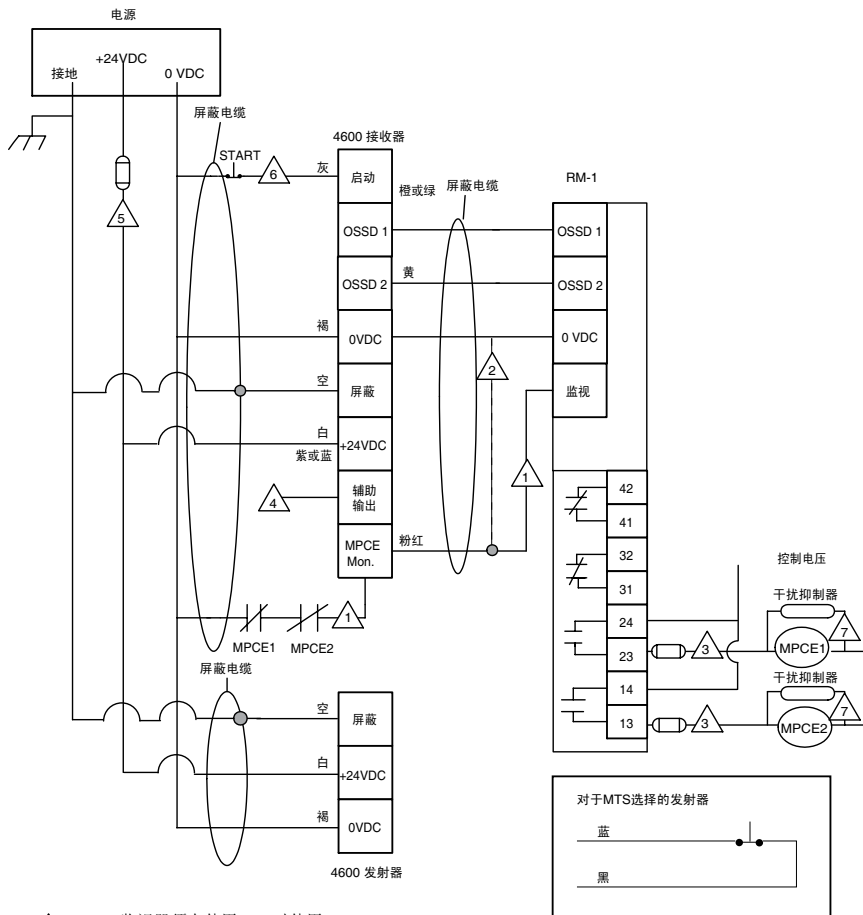 电源
接地
+24VDC
0 VDC
屏蔽电缆
START
6
灰
5
4600 接收器
启动
OSSD 1
OSSD 2
0VDC
屏蔽
+24VDC
辅助
输出
MPCE
Mon.
橙或绿
屏蔽电缆
黄
褐
空
白
紫或蓝
4
粉红
2
1
RM-1
OSSD 1
OSSD 2
0 VDC
监视
42
41
32
31
24
23
14
13
控制电压
干扰抑制器
3
MPCE1
7
干扰抑制器
3
MPCE2
7
MPCE1
MPCE2
1
屏蔽电缆
空
屏蔽
白
+24VDC
褐
0VDC
4600 发射器
对于MTS选择的发射器
蓝
黑